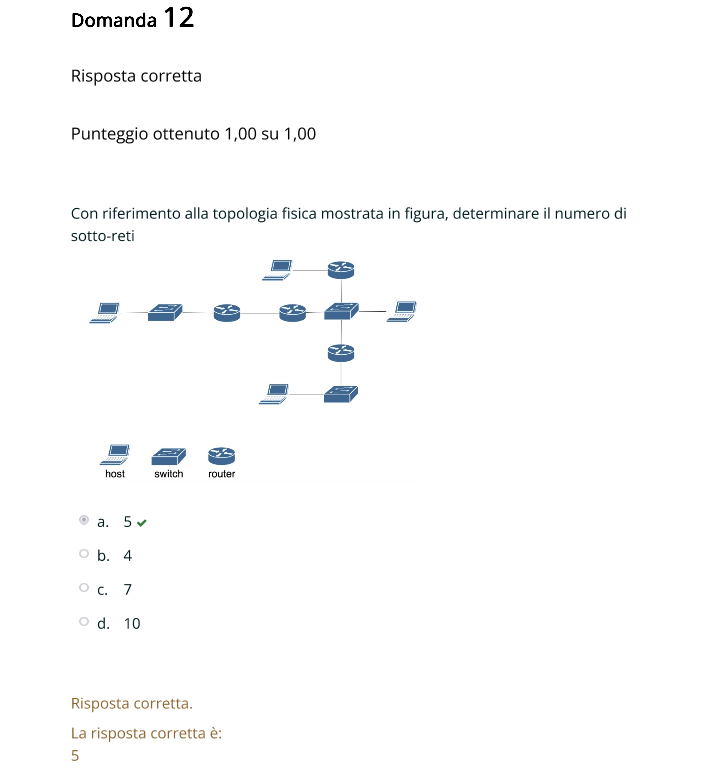 Domanda 12
Risposta corretta
Punteggio ottenuto 1,00 su 1,00
Con riferimento alla topologia fisica mostrata in figura, determinare il numero di
sotto-reti
host switch router
a. 5
b. 4
c. 7
d. 10
Risposta corretta.
La risposta corretta è:
5